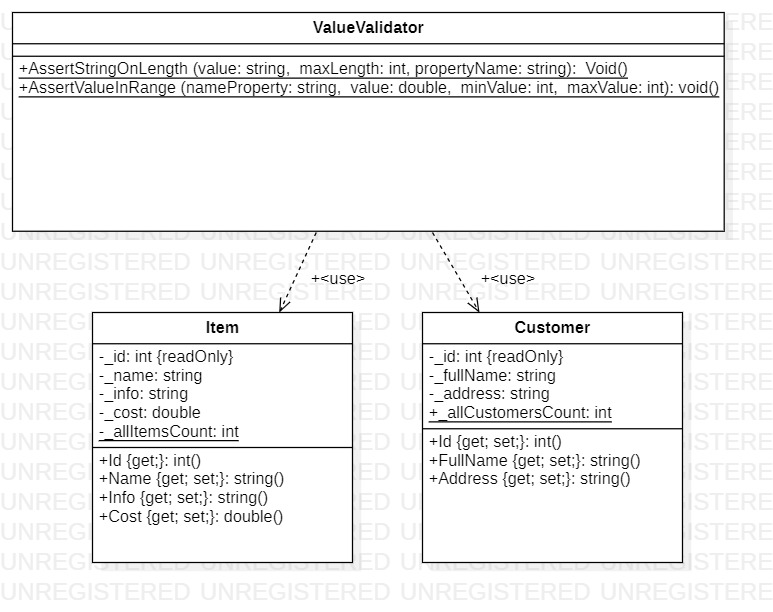 ValueValidator
+AssertStringOnLength (value: string, maxLength: int, propertyName: string): Void()
+AssertValueInRange (nameProperty: string, value: double, minValue: int, maxValue: int): void()
+<use>
+<use>
Item
-_id: int {readOnly}
-_name: string
-_info: string
-_cost: double
-_allItemsCount: int
+Id {get;}: int()
+Name {get; set;}: string()
+Info {get; set;}: string()
+Cost {get; set;}: double()
Customer
-_id: int {readOnly}
-_fullName: string
-_address: string
+_allCustomersCount: int
+Id {get; set;}: int()
+FullName {get; set;}: string()
+Address {get; set;}: string()
UNREGISTERED UNREGISTERED UNREGISTERED UNREGISTERED